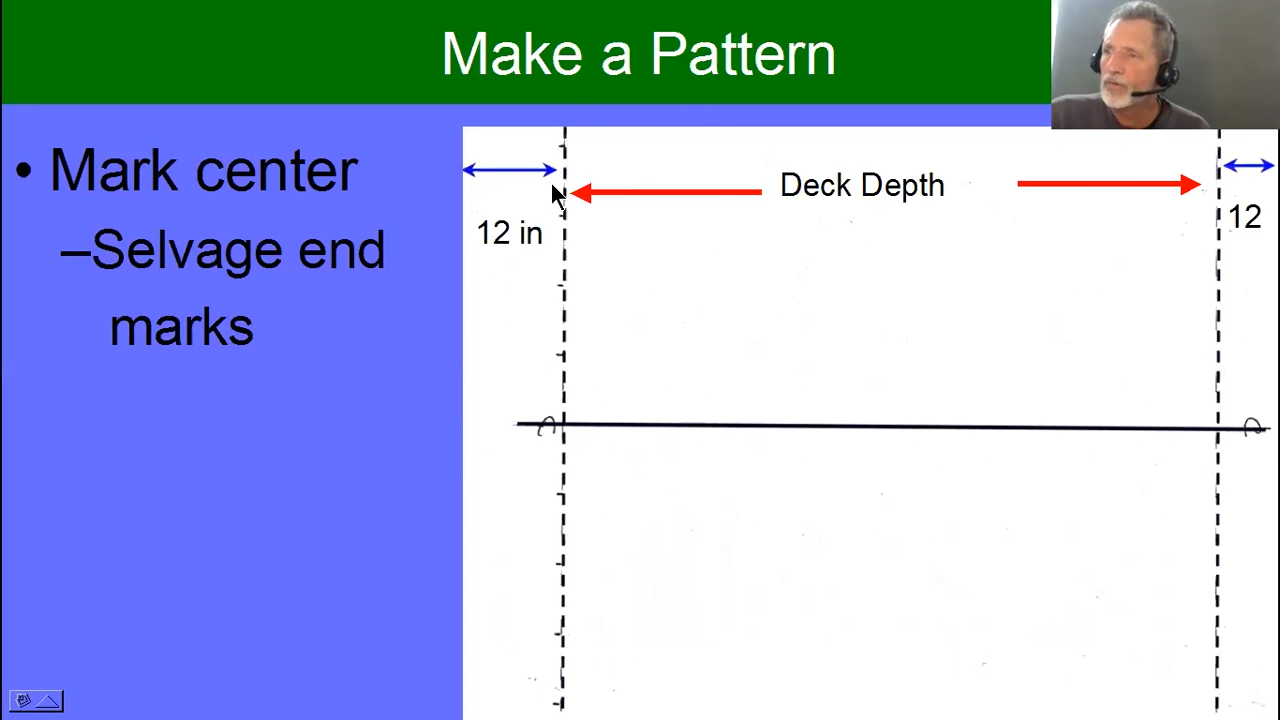 Make a Pattern
• Mark center
–Selvage end
marks
Deck Depth
12 in
12